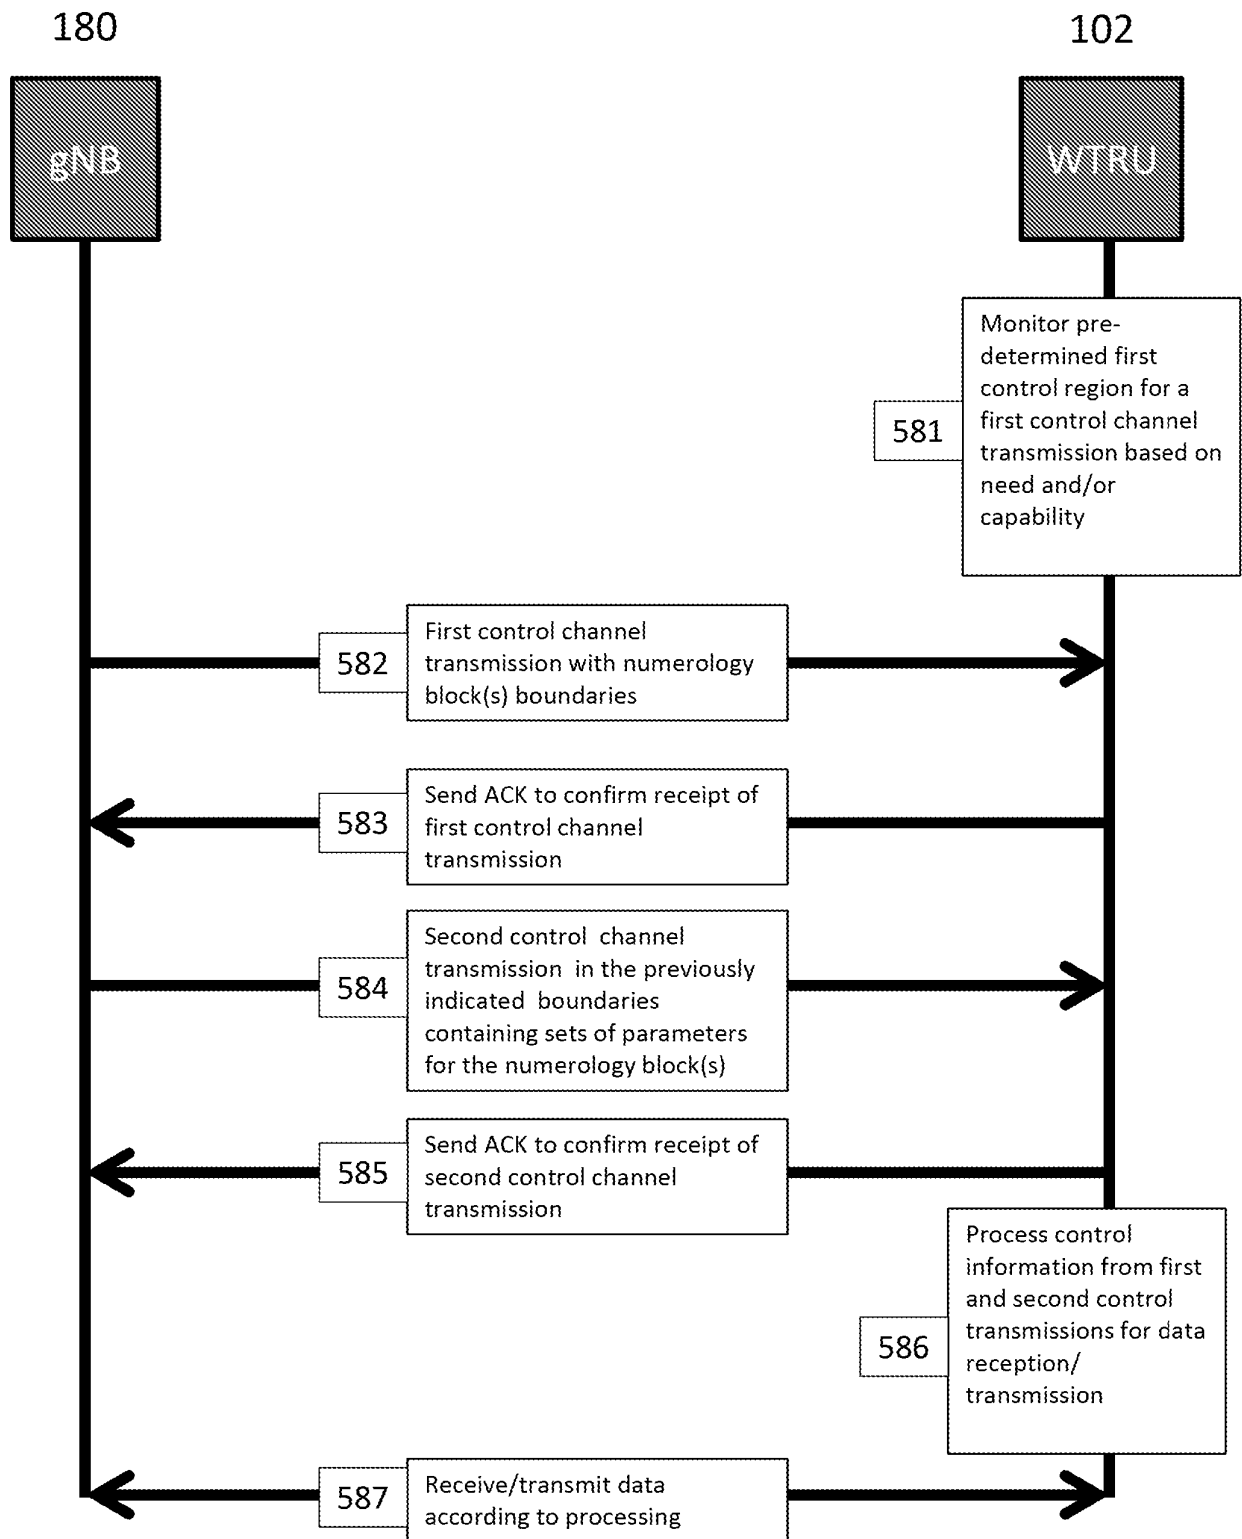 180
102
gNB
WTRU
Monitor pre-
determined first
control region for a
first control channel
transmission based on
need and/or
capability
581
First control channel
transmission with numerology
block(s) boundaries
582
Send ACK to confirm receipt of
first control channel
transmission
583
Second control channel
transmission in the previously
indicated boundaries
containing sets of parameters
for the numerology block(s)
584
Send ACK to confirm receipt of
second control channel
transmission
585
Process control
information from first
and second control
transmissions for data
reception/
transmission
586
Receive/transmit data
according to processing
587